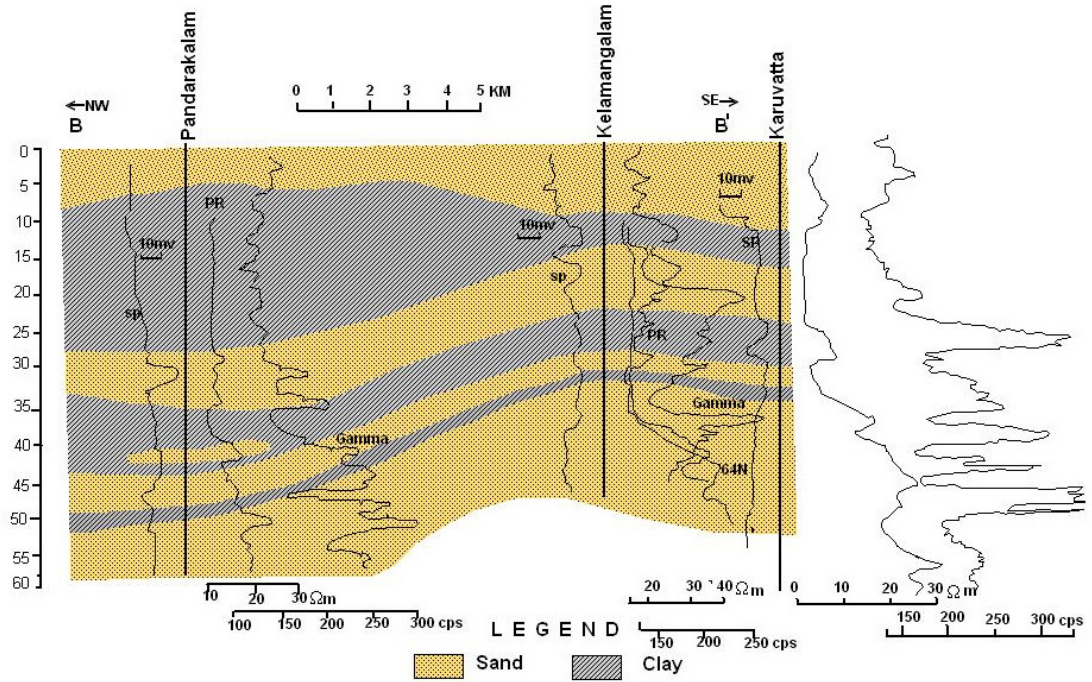 Pandarakalam
Kelamangalam
Karuvatta
←NW
B
0 1 2 3 4 5 KM
SE→
B'
0
5
10
15
20
25
30
35
40
45
50
55
60
PR
10mv
sp
Gamma
10mv
sp
PR
10mv
SP
Gamma
64N
10 20 30 Ωm
100 150 200 250 300 cps
20 30 40 Ωm
150 200 250 cps
0 10 20 30 Ωm
150 200 250 300 cps
LEGEND
Sand
Clay